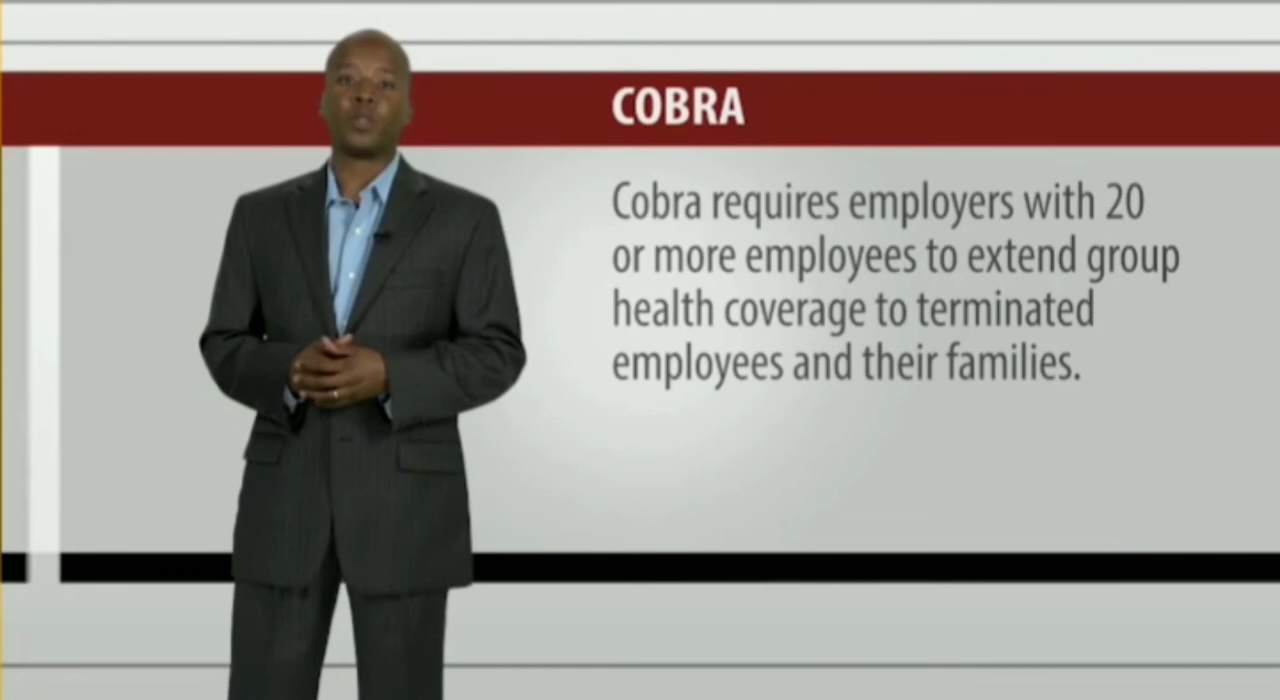 COBRA
Cobra requires employers with 20
or more employees to extend group
health coverage to terminated
employees and their families.